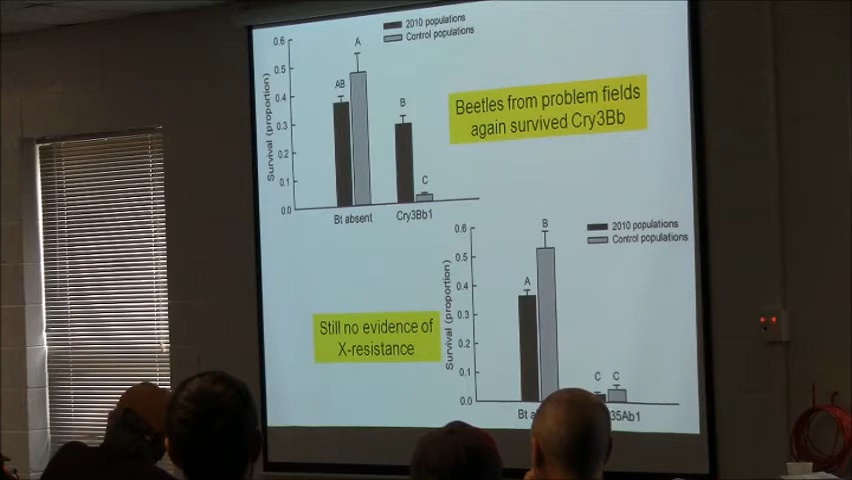 2010 populations
Control populations
0.6
0.5
0.4
0.3
0.2
0.1
0.0
Survival (proportion)
AB
A
B
C
Bt absent
Cry3Bb1
Beetles from problem fields
again survived Cry3Bb
2010 populations
Control populations
0.6
0.5
0.4
0.3
0.2
0.1
0.0
Survival (proportion)
A
B
C
C
Bt a
35Ab1
Still no evidence of
X-resistance